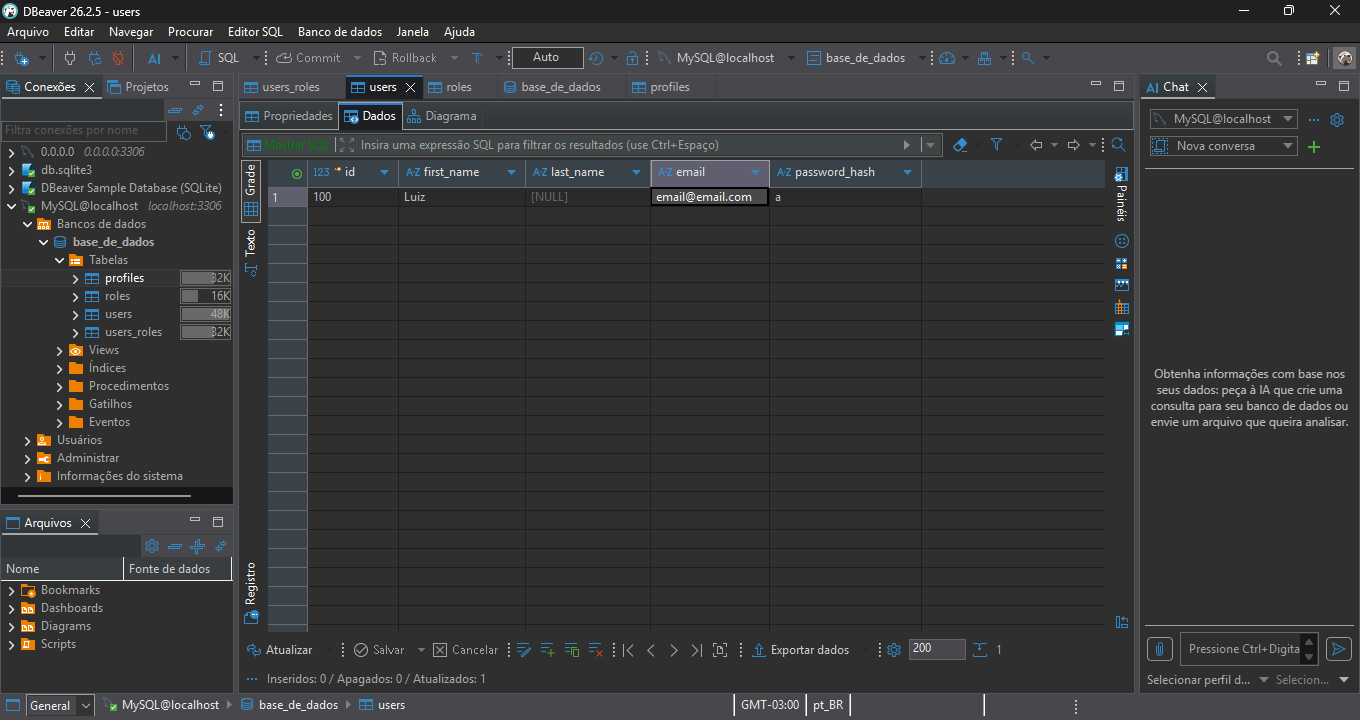 DBeaver 26.2.5 - users
Arquivo Editar Navegar Procurar Editor SQL Banco de dados Janela Ajuda
AI SQL Commit Rollback T Auto MySQL@localhost base_de_dados
Conexões Projetos
Filtra conexões por nome
0.0.0.0 0.0.0.0:3306
db.sqlite3
DBeaver Sample Database (SQLite)
MySQL@localhost localhost:3306
Bancos de dados
base_de_dados
Tabelas
profiles 32K
roles 16K
users 48K
users_roles 32K
Views
Índices
Procedimentos
Gatilhos
Eventos
Usuários
Administrar
Informações do sistema
Arquivos
Nome Fonte de dados
Bookmarks
Dashboards
Diagrams
Scripts
users_roles users roles base_de_dados profiles
Propriedades Dados Diagrama
Mostrar SQL Insira uma expressão SQL para filtrar os resultados (use Ctrl+Espaço)
Grade
Texto
Registro
123 id A-Z first_name A-Z last_name A-Z email A-Z password_hash
1 100 Luiz [NULL] email@email.com a
Painéis
Atualizar Salvar Cancelar Exportar dados 200 1
Inseridos: 0 / Apagados: 0 / Atualizados: 1
AI Chat
MySQL@localhost
Nova conversa
Obtenha informações com base nos
seus dados: peça à IA que crie uma
consulta para seu banco de dados ou
envie um arquivo que queira analisar.
Pressione Ctrl+Digita
Selecionar perfil d... Selecion...
General MySQL@localhost base_de_dados users GMT-03:00 pt_BR